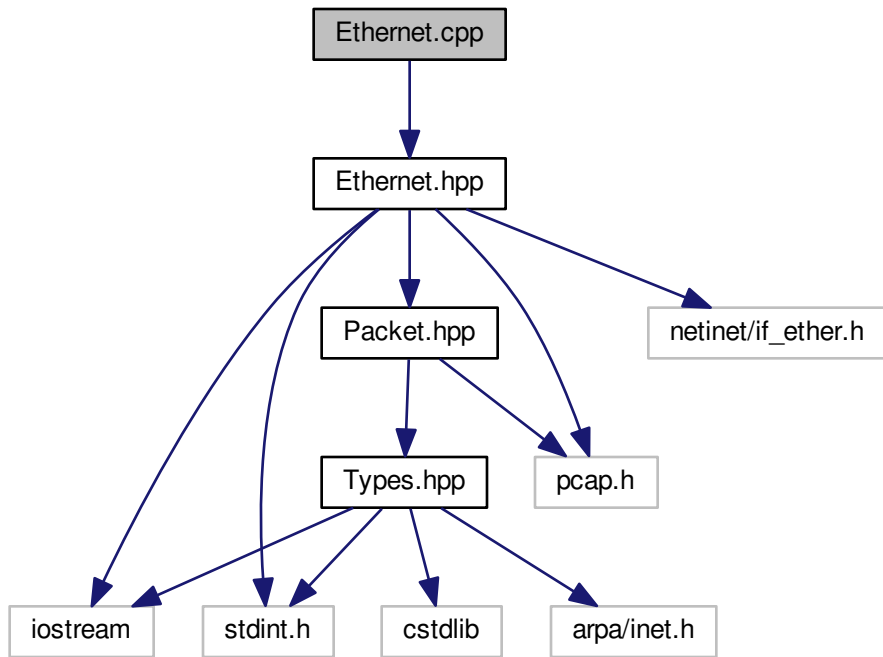 Ethernet.cpp
Ethernet.hpp
Packet.hpp
netinet/if_ether.h
Types.hpp
pcap.h
iostream
stdint.h
cstdlib
arpa/inet.h